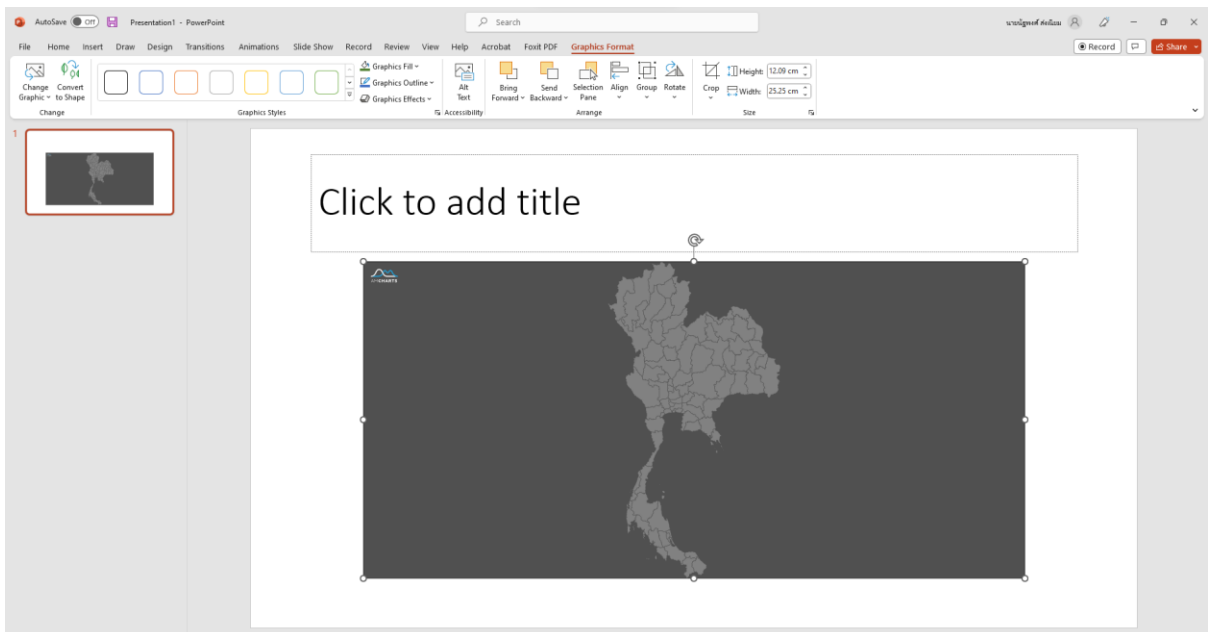 AutoSave Off Presentation1 - PowerPoint Search
File Home Insert Draw Design Transitions Animations Slide Show Record Review View Help Acrobat Foxit PDF Graphics Format Record Share
Change Graphic Convert to Shape Graphics Fill Graphics Outline Graphics Effects Alt Text Bring Forward Send Backward Selection Pane Align Group Rotate Crop Height: 12.09 cm Width: 25.25 cm
Change Graphics Styles Accessibility Arrange Size
1
Click to add title
AMCHARTS